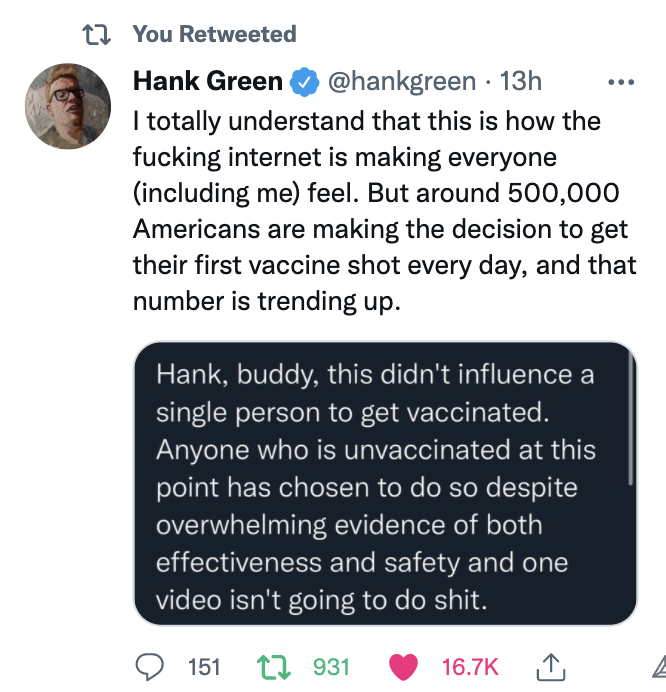 You Retweeted
Hank Green @hankgreen · 13h
I totally understand that this is how the
fucking internet is making everyone
(including me) feel. But around 500,000
Americans are making the decision to get
their first vaccine shot every day, and that
number is trending up.
Hank, buddy, this didn't influence a
single person to get vaccinated.
Anyone who is unvaccinated at this
point has chosen to do so despite
overwhelming evidence of both
effectiveness and safety and one
video isn't going to do shit.
151 931 16.7K